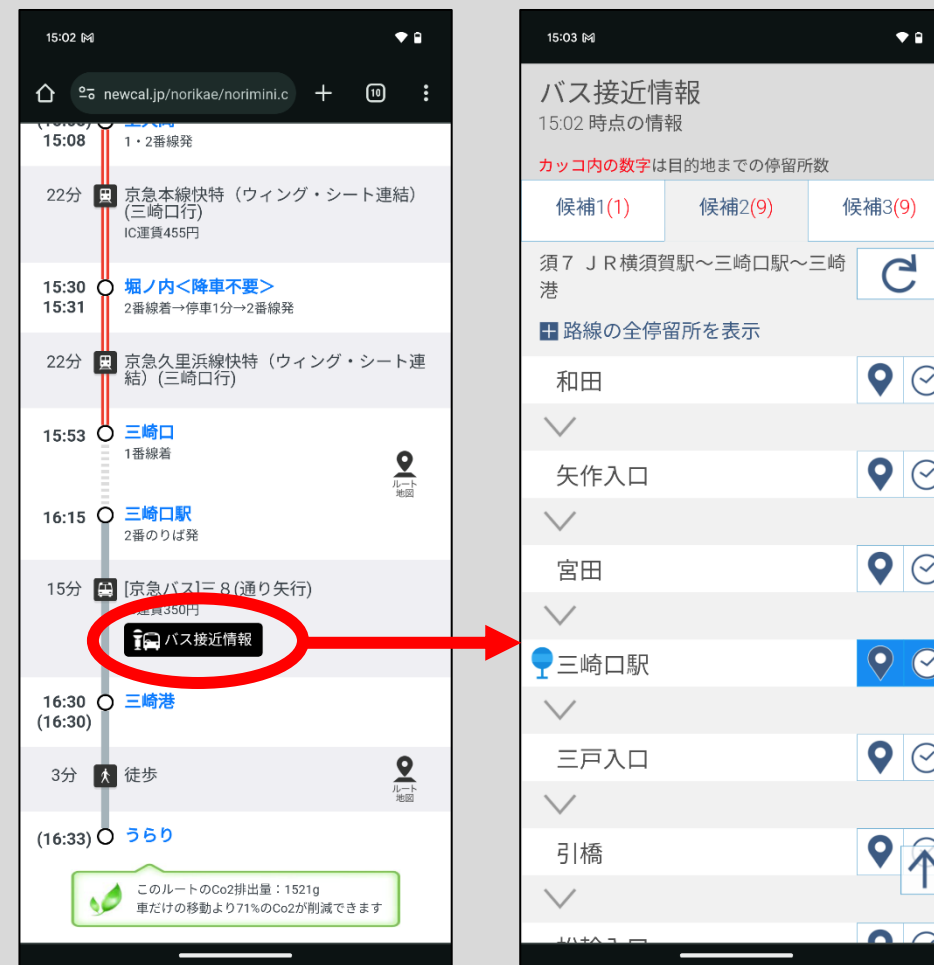 15:02
newcal.jp/norikae/norimini.c
10
15:08
1・2番線発
22分
京急本線快特（ウィング・シート連結）
(三崎口行)
IC運賃455円
15:30
堀ノ内<降車不要>
15:31
2番線着→停車1分→2番線発
22分
京急久里浜線快特（ウィング・シート連
結）(三崎口行)
15:53
三崎口
1番線着
ルート
地図
16:15
三崎口駅
2番のりば発
15分
[京急バス]三８(通り矢行)
運賃350円
バス接近情報
16:30
三崎港
(16:30)
3分
徒歩
ルート
地図
(16:33)
うらり
このルートのCo2排出量：1521g
車だけの移動より71%のCo2が削減できます
15:03
バス接近情報
15:02 時点の情報
カッコ内の数字は目的地までの停留所数
候補1(1)
候補2(9)
候補3(9)
須７ ＪＲ横須賀駅～三崎口駅～三崎
港
路線の全停留所を表示
和田
矢作入口
宮田
三崎口駅
三戸入口
引橋